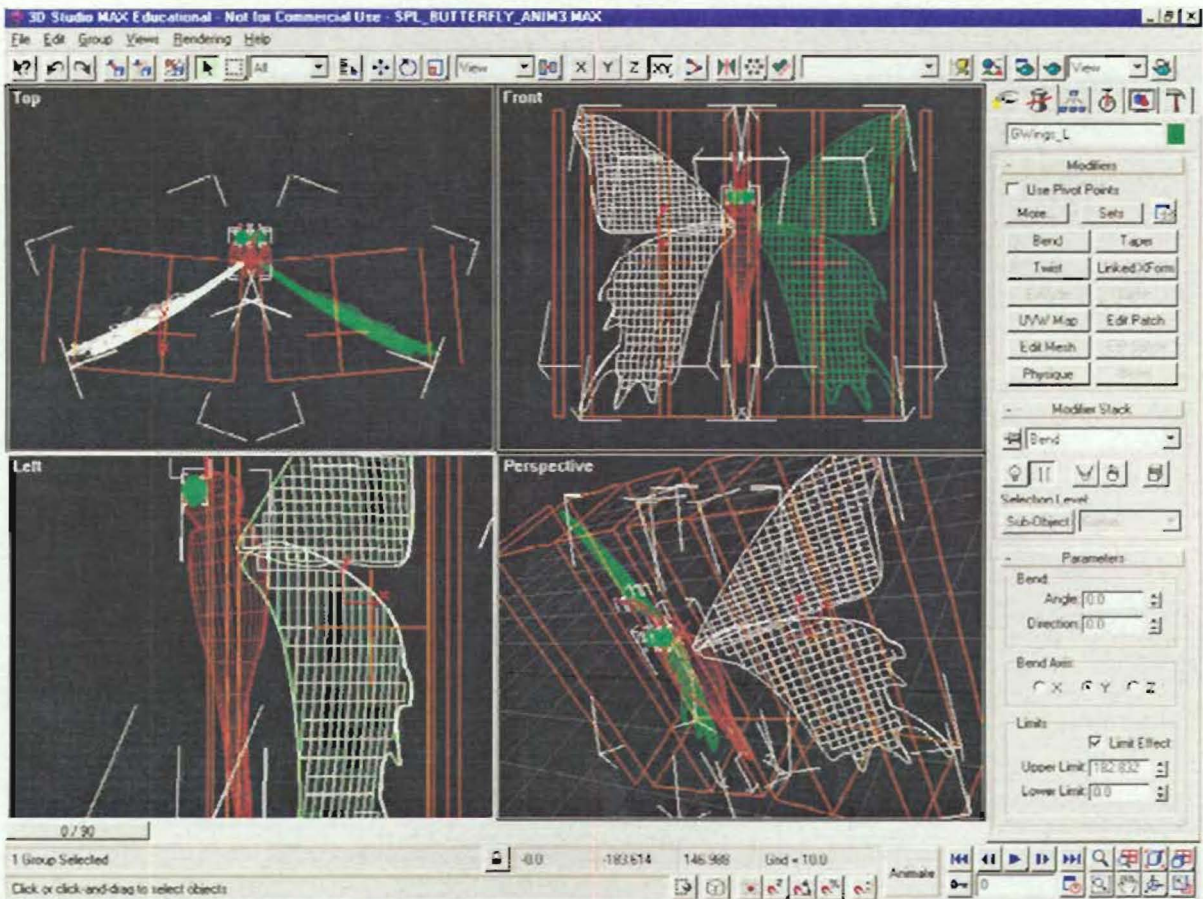 3D Studio MAX Educational - Not for Commercial Use - SPL_BUTTERFLY_ANIM3.MAX
File Edit Group Views Rendering Help
All View X Y Z XY View
Top
Front
Left
Perspective
GWings_L
- Modifiers
Use Pivot Points
More... Sets
Bend Taper
Twist Linked XForm
UVW Map Edit Patch
Edit Mesh
Physique
- Modifier Stack
Bend
Selection Level:
Sub-Object
- Parameters
Bend:
Angle: 0.0
Direction: 0.0
Bend Axis:
X Y Z
Limits
Limit Effect
Upper Limit: 182.832
Lower Limit: 0.0
0 / 90
1 Group Selected
-0.0 -183.614 146.988 Grid = 10.0
Animate
0
Click or click-and-drag to select objects